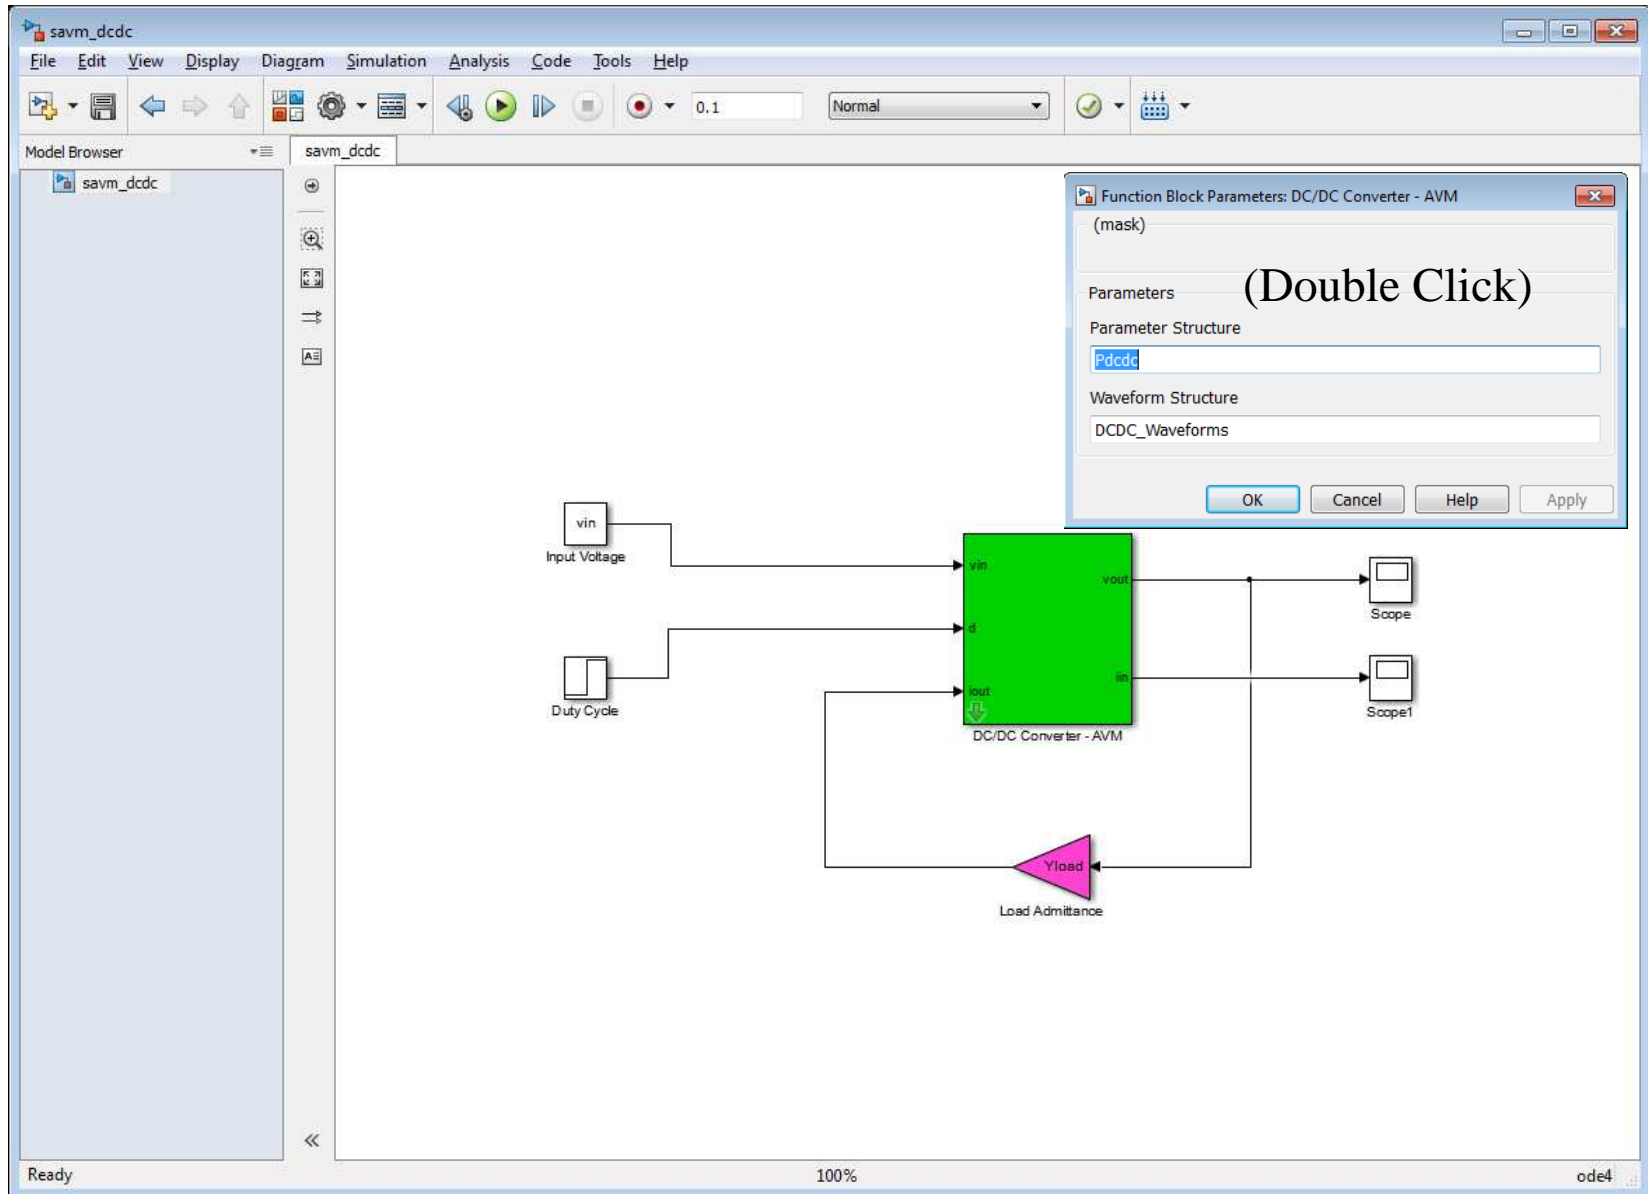 savm_dcdc
File Edit View Display Diagram Simulation Analysis Code Tools Help
0.1 Normal
Model Browser savm_dcdc
savm_dcdc
Function Block Parameters: DC/DC Converter - AVM
(mask)
(Double Click)
Parameters
Parameter Structure
Pdcdc
Waveform Structure
DCDC_Waveforms
OK Cancel Help Apply
vin
Input Voltage
vin
vout
Scope
d
Duty Cycle
iout
iin
Scope1
DC/DC Converter - AVM
Yload
Load Admittance
Ready 100% ode4